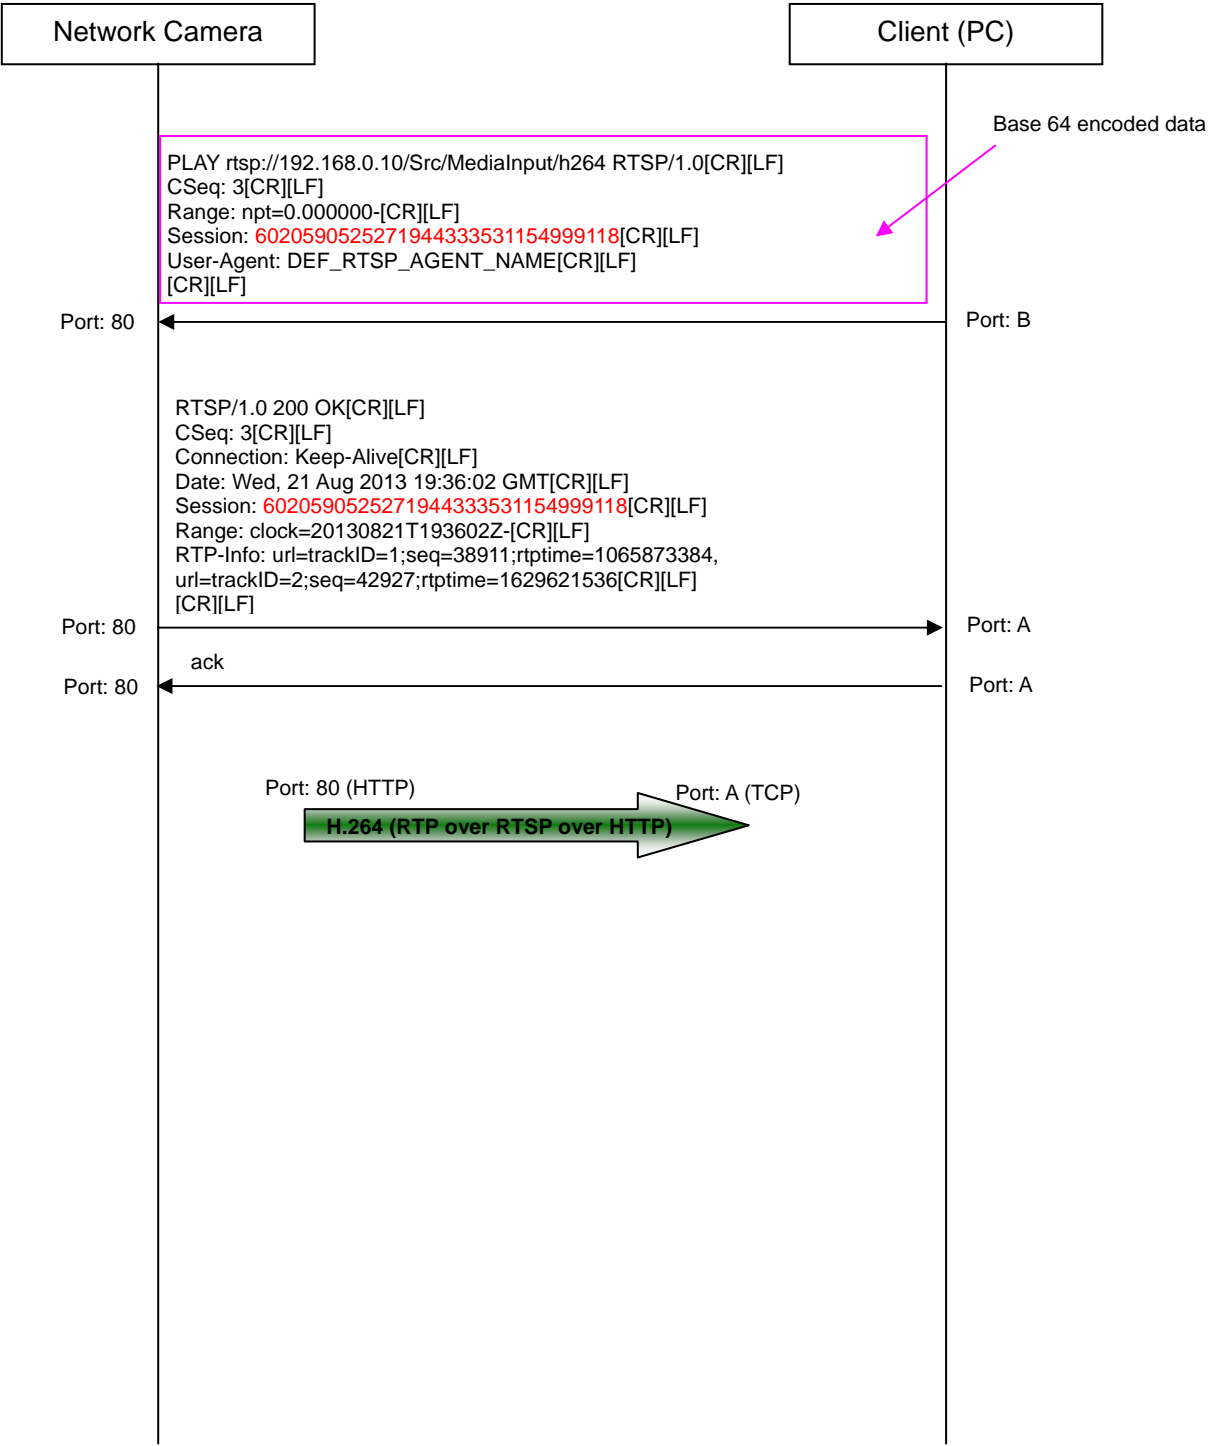 Network Camera
Client (PC)
Base 64 encoded data
PLAY rtsp://192.168.0.10/Src/MediaInput/h264 RTSP/1.0[CR][LF]
CSeq: 3[CR][LF]
Range: npt=0.000000-[CR][LF]
Session: 6020590525271944333531154999118[CR][LF]
User-Agent: DEF_RTSP_AGENT_NAME[CR][LF]
[CR][LF]
Port: 80
Port: B
RTSP/1.0 200 OK[CR][LF]
CSeq: 3[CR][LF]
Connection: Keep-Alive[CR][LF]
Date: Wed, 21 Aug 2013 19:36:02 GMT[CR][LF]
Session: 6020590525271944333531154999118[CR][LF]
Range: clock=20130821T193602Z-[CR][LF]
RTP-Info: url=trackID=1;seq=38911;rtptime=1065873384,
url=trackID=2;seq=42927;rtptime=1629621536[CR][LF]
[CR][LF]
Port: 80
Port: A
ack
Port: 80
Port: A
Port: 80 (HTTP)
Port: A (TCP)
H.264 (RTP over RTSP over HTTP)